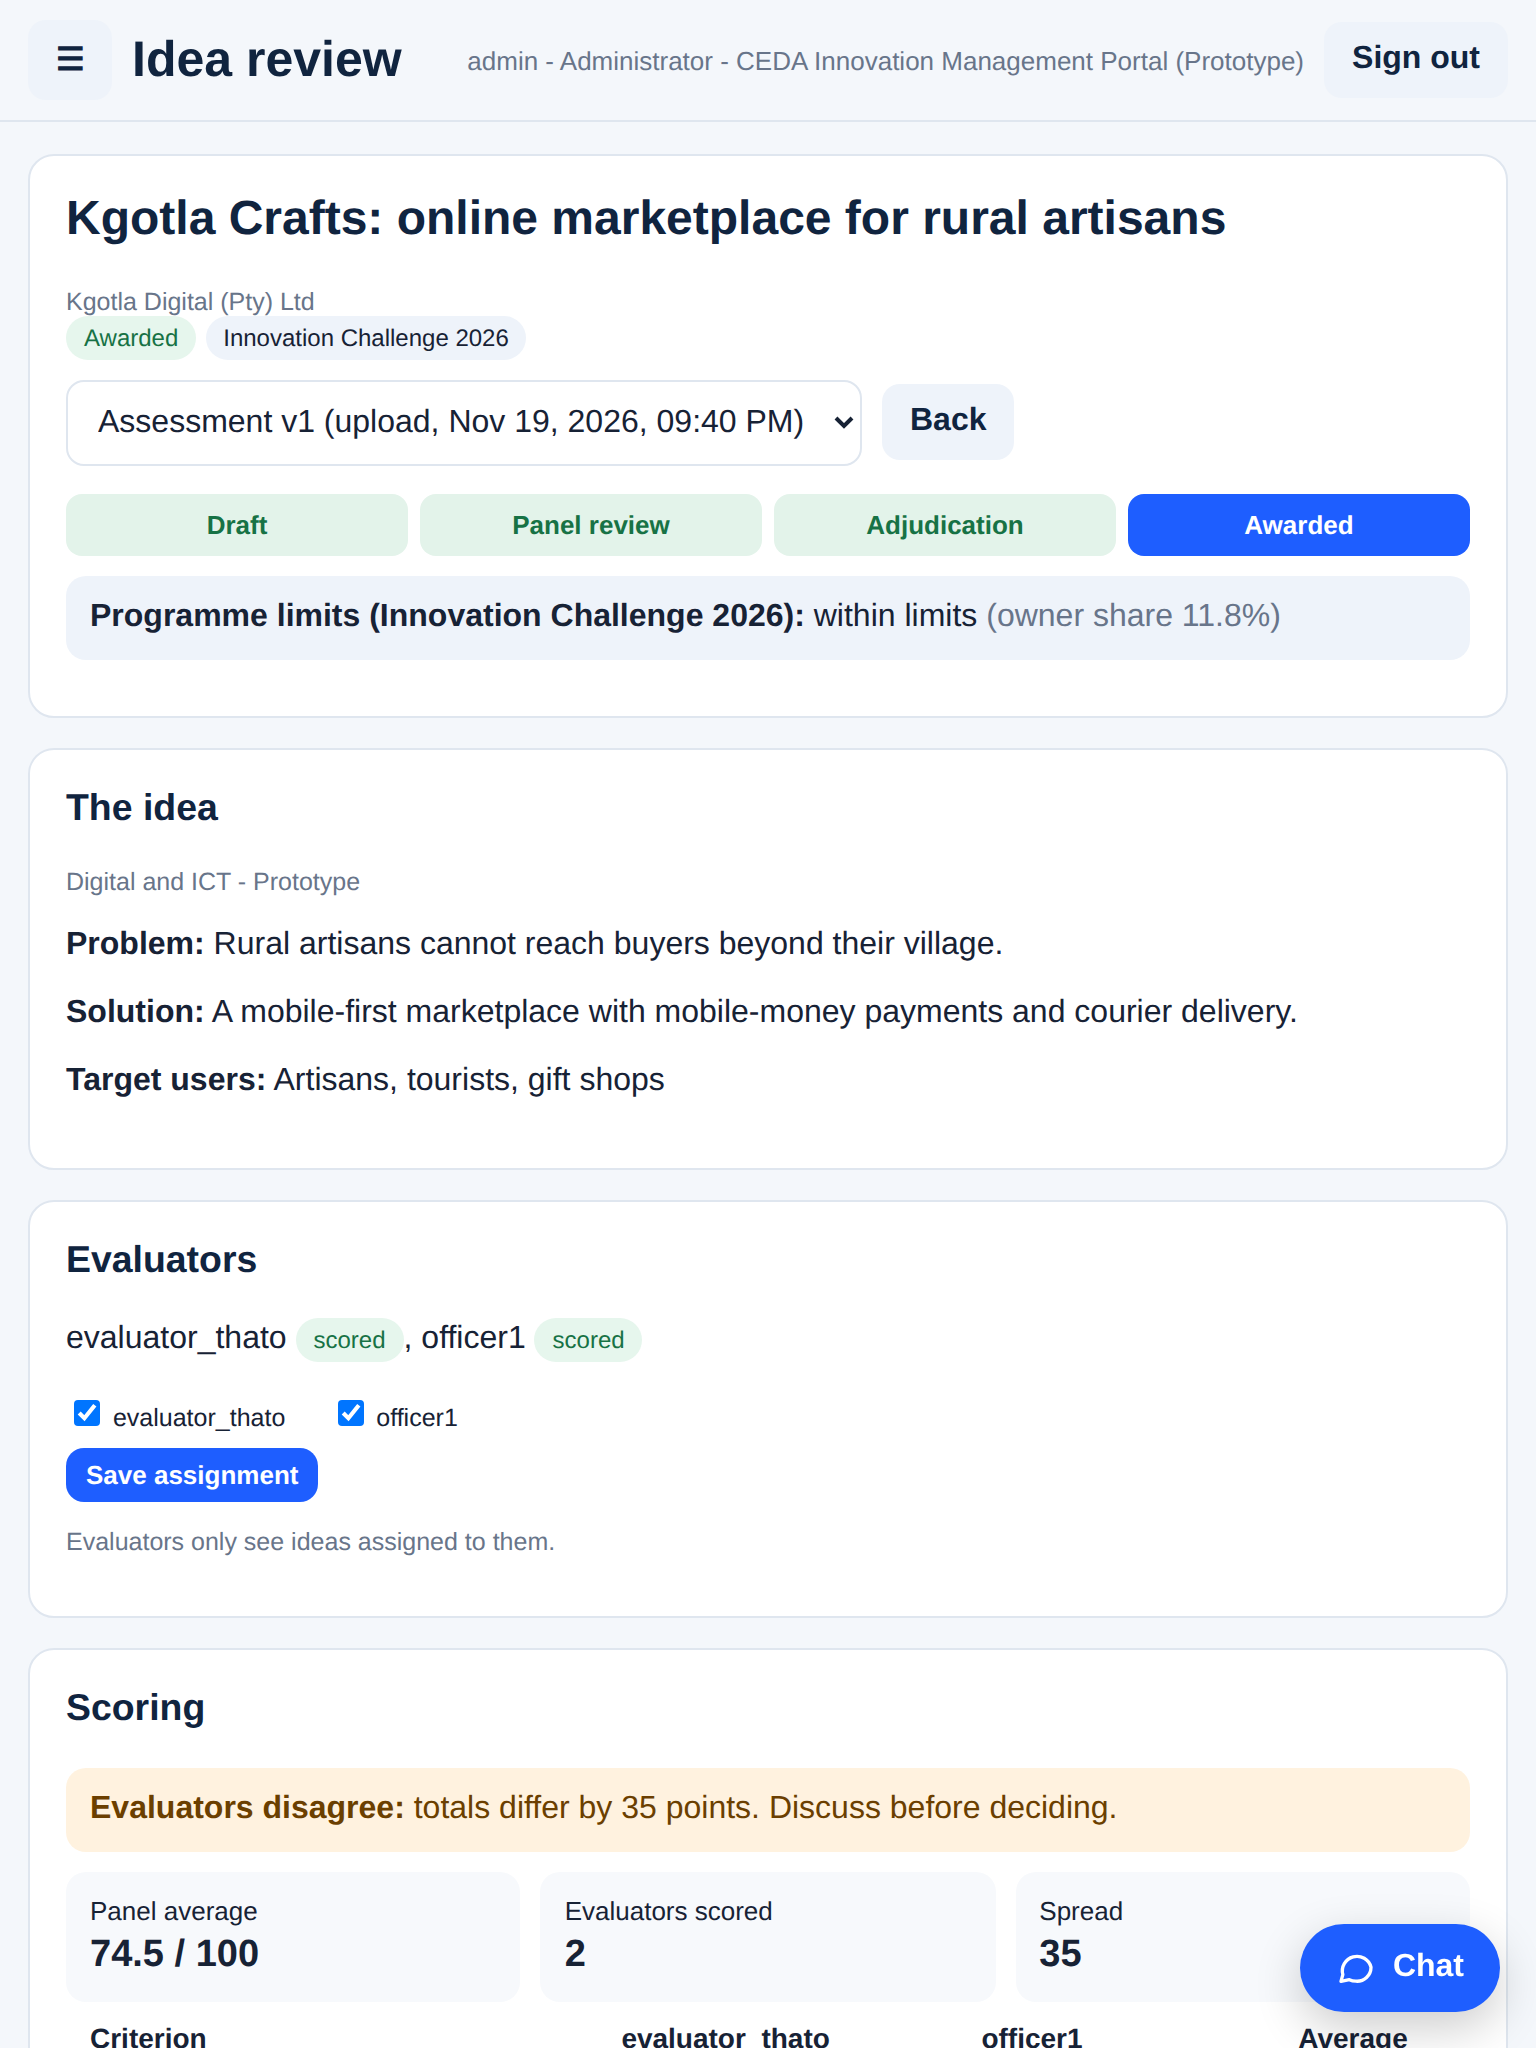 ☰ Idea review admin - Administrator - CEDA Innovation Management Portal (Prototype) Sign out
Kgotla Crafts: online marketplace for rural artisans
Kgotla Digital (Pty) Ltd
Awarded Innovation Challenge 2026
Assessment v1 (upload, Nov 19, 2026, 09:40 PM) Back
Draft Panel review Adjudication Awarded
Programme limits (Innovation Challenge 2026): within limits (owner share 11.8%)
The idea
Digital and ICT - Prototype
Problem: Rural artisans cannot reach buyers beyond their village.
Solution: A mobile-first marketplace with mobile-money payments and courier delivery.
Target users: Artisans, tourists, gift shops
Evaluators
evaluator_thato scored, officer1 scored
evaluator_thato officer1
Save assignment
Evaluators only see ideas assigned to them.
Scoring
Evaluators disagree: totals differ by 35 points. Discuss before deciding.
Panel average Evaluators scored Spread
74.5 / 100 2 35
Chat
Criterion evaluator_thato officer1 Average